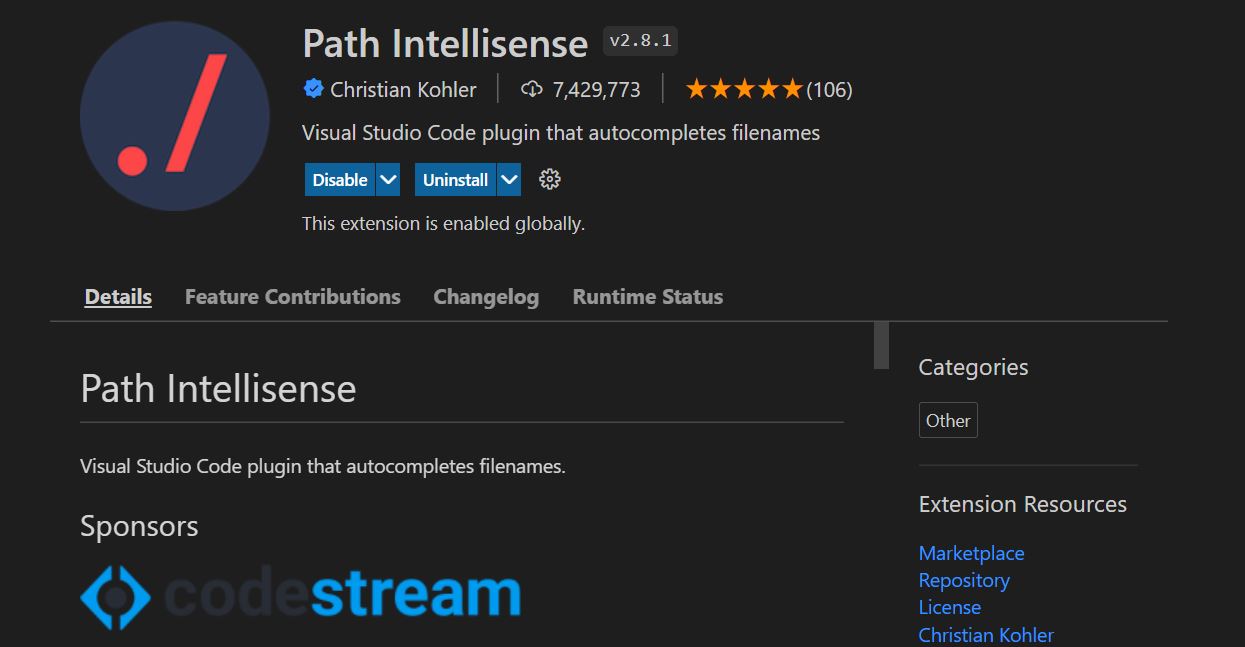 Path Intellisense v2.8.1
Christian Kohler 7,429,773 (106)
Visual Studio Code plugin that autocompletes filenames
Disable Uninstall
This extension is enabled globally.
Details Feature Contributions Changelog Runtime Status
Path Intellisense
Visual Studio Code plugin that autocompletes filenames.
Sponsors
codestream
Categories
Other
Extension Resources
Marketplace
Repository
License
Christian Kohler